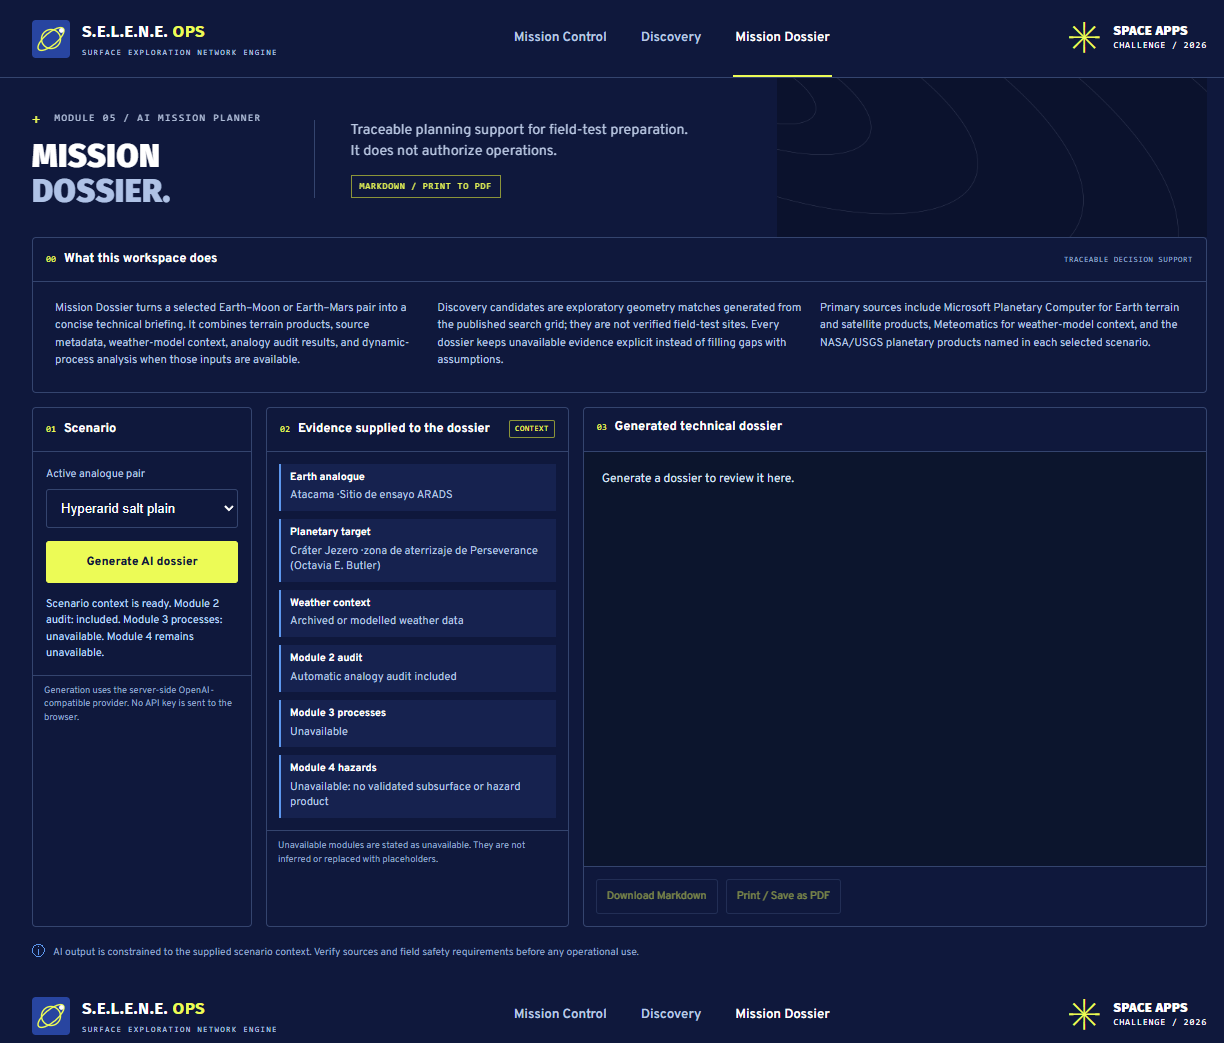 S.E.L.E.N.E. OPS
SURFACE EXPLORATION NETWORK ENGINE
Mission Control
Discovery
Mission Dossier
SPACE APPS
CHALLENGE / 2026
+ MODULE 05 / AI MISSION PLANNER
MISSION
DOSSIER.
Traceable planning support for field-test preparation.
It does not authorize operations.
MARKDOWN / PRINT TO PDF
00 What this workspace does
TRACEABLE DECISION SUPPORT
Mission Dossier turns a selected Earth–Moon or Earth–Mars pair into a
concise technical briefing. It combines terrain products, source
metadata, weather-model context, analogy audit results, and dynamic-
process analysis when those inputs are available.
Discovery candidates are exploratory geometry matches generated from
the published search grid; they are not verified field-test sites. Every
dossier keeps unavailable evidence explicit instead of filling gaps with
assumptions.
Primary sources include Microsoft Planetary Computer for Earth terrain
and satellite products, Meteomatics for weather-model context, and the
NASA/USGS planetary products named in each selected scenario.
01 Scenario
Active analogue pair
Hyperarid salt plain
Generate AI dossier
Scenario context is ready. Module 2
audit: included. Module 3 processes:
unavailable. Module 4 remains
unavailable.
Generation uses the server-side OpenAI-
compatible provider. No API key is sent to the
browser.
02 Evidence supplied to the dossier
CONTEXT
Earth analogue
Atacama ·Sitio de ensayo ARADS
Planetary target
Cráter Jezero ·zona de aterrizaje de Perseverance
(Octavia E. Butler)
Weather context
Archived or modelled weather data
Module 2 audit
Automatic analogy audit included
Module 3 processes
Unavailable
Module 4 hazards
Unavailable: no validated subsurface or hazard
product
Unavailable modules are stated as unavailable. They are not
inferred or replaced with placeholders.
03 Generated technical dossier
Generate a dossier to review it here.
Download Markdown
Print / Save as PDF
AI output is constrained to the supplied scenario context. Verify sources and field safety requirements before any operational use.
S.E.L.E.N.E. OPS
SURFACE EXPLORATION NETWORK ENGINE
Mission Control
Discovery
Mission Dossier
SPACE APPS
CHALLENGE / 2026